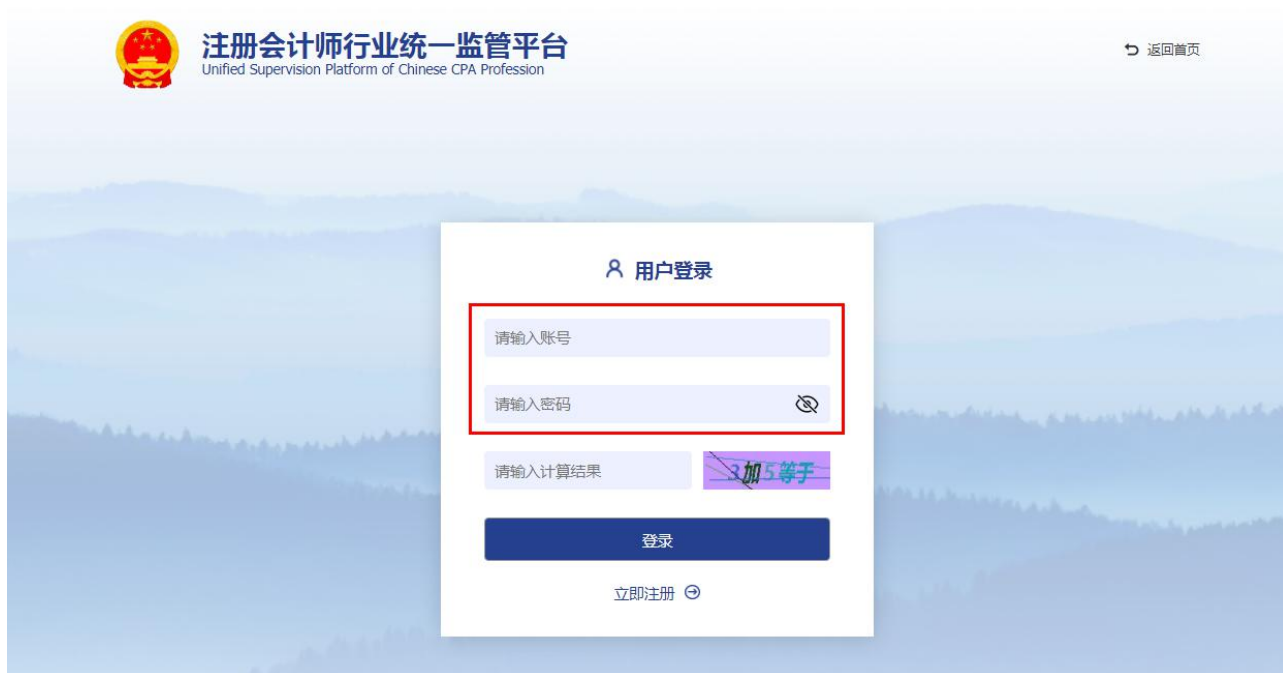 注册会计师行业统一监管平台
Unified Supervision Platform of Chinese CPA Profession
返回首页
用户登录
请输入账号
请输入密码
请输入计算结果
3加5等于
登录
立即注册